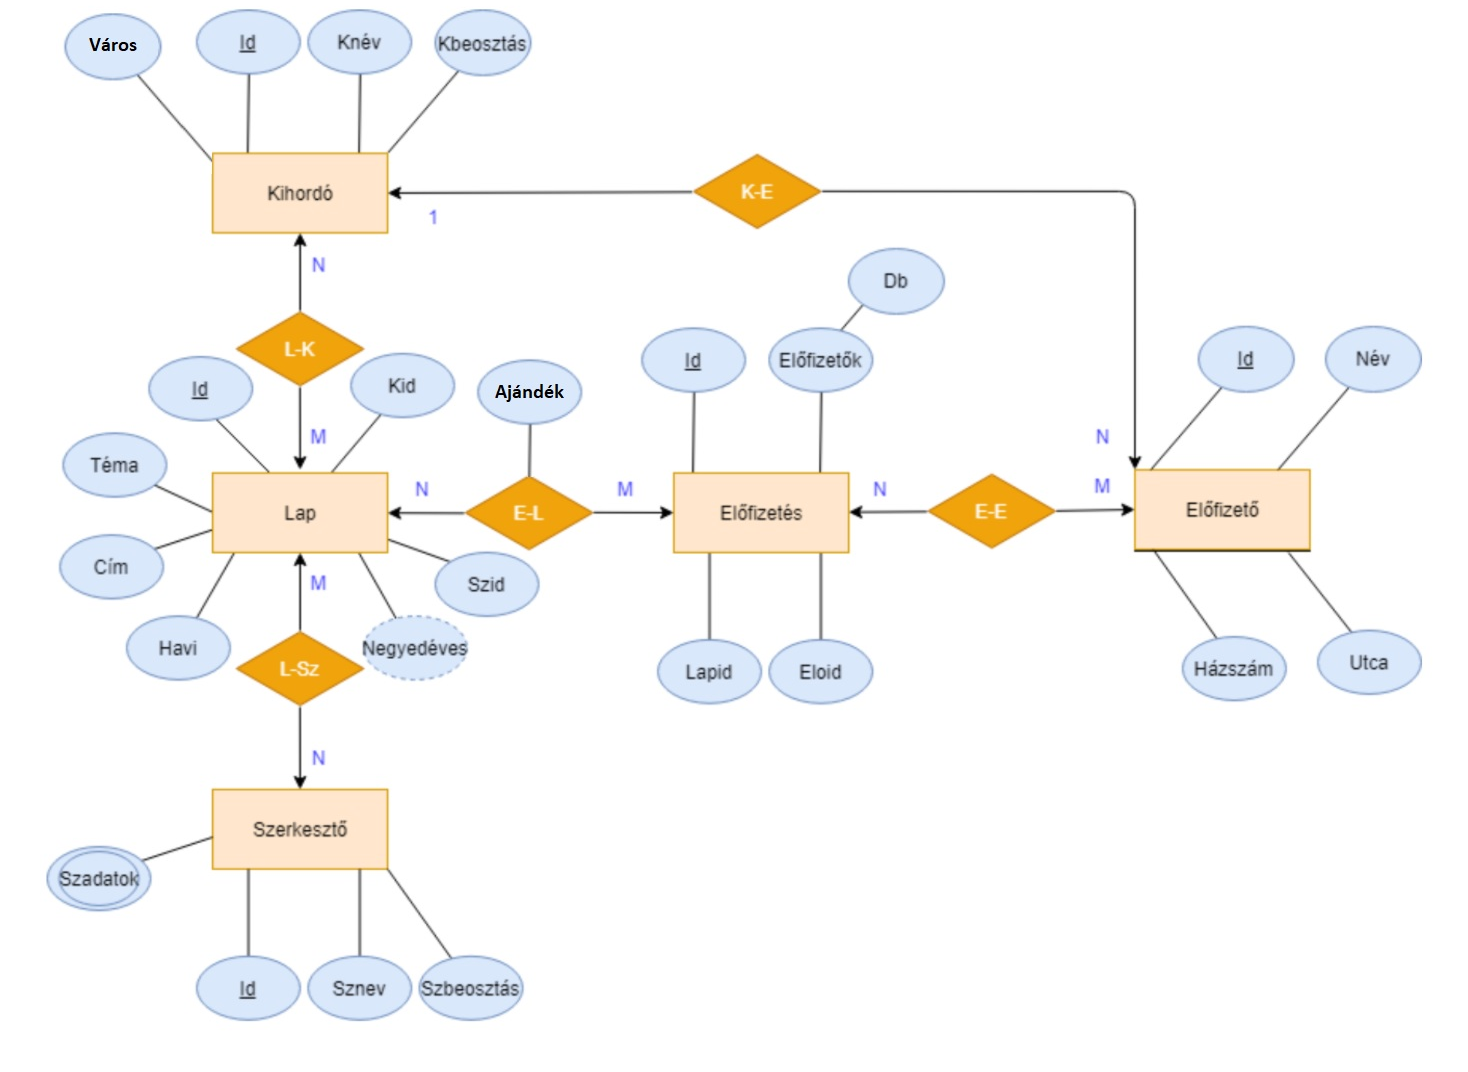 Város
Id
Knév
Kbeosztás
Kihordó
K-E
1
N
Db
L-K
Id
Kid
Ajándék
Id
Előfizetők
Id
Név
M
N
Téma
N
M
N
M
Lap
E-L
Előfizetés
E-E
Előfizető
Cím
M
Szid
Havi
Negyedéves
L-Sz
Lapid
Eloid
Házszám
Utca
N
Szerkesztő
Szadatok
Id
Sznev
Szbeosztás